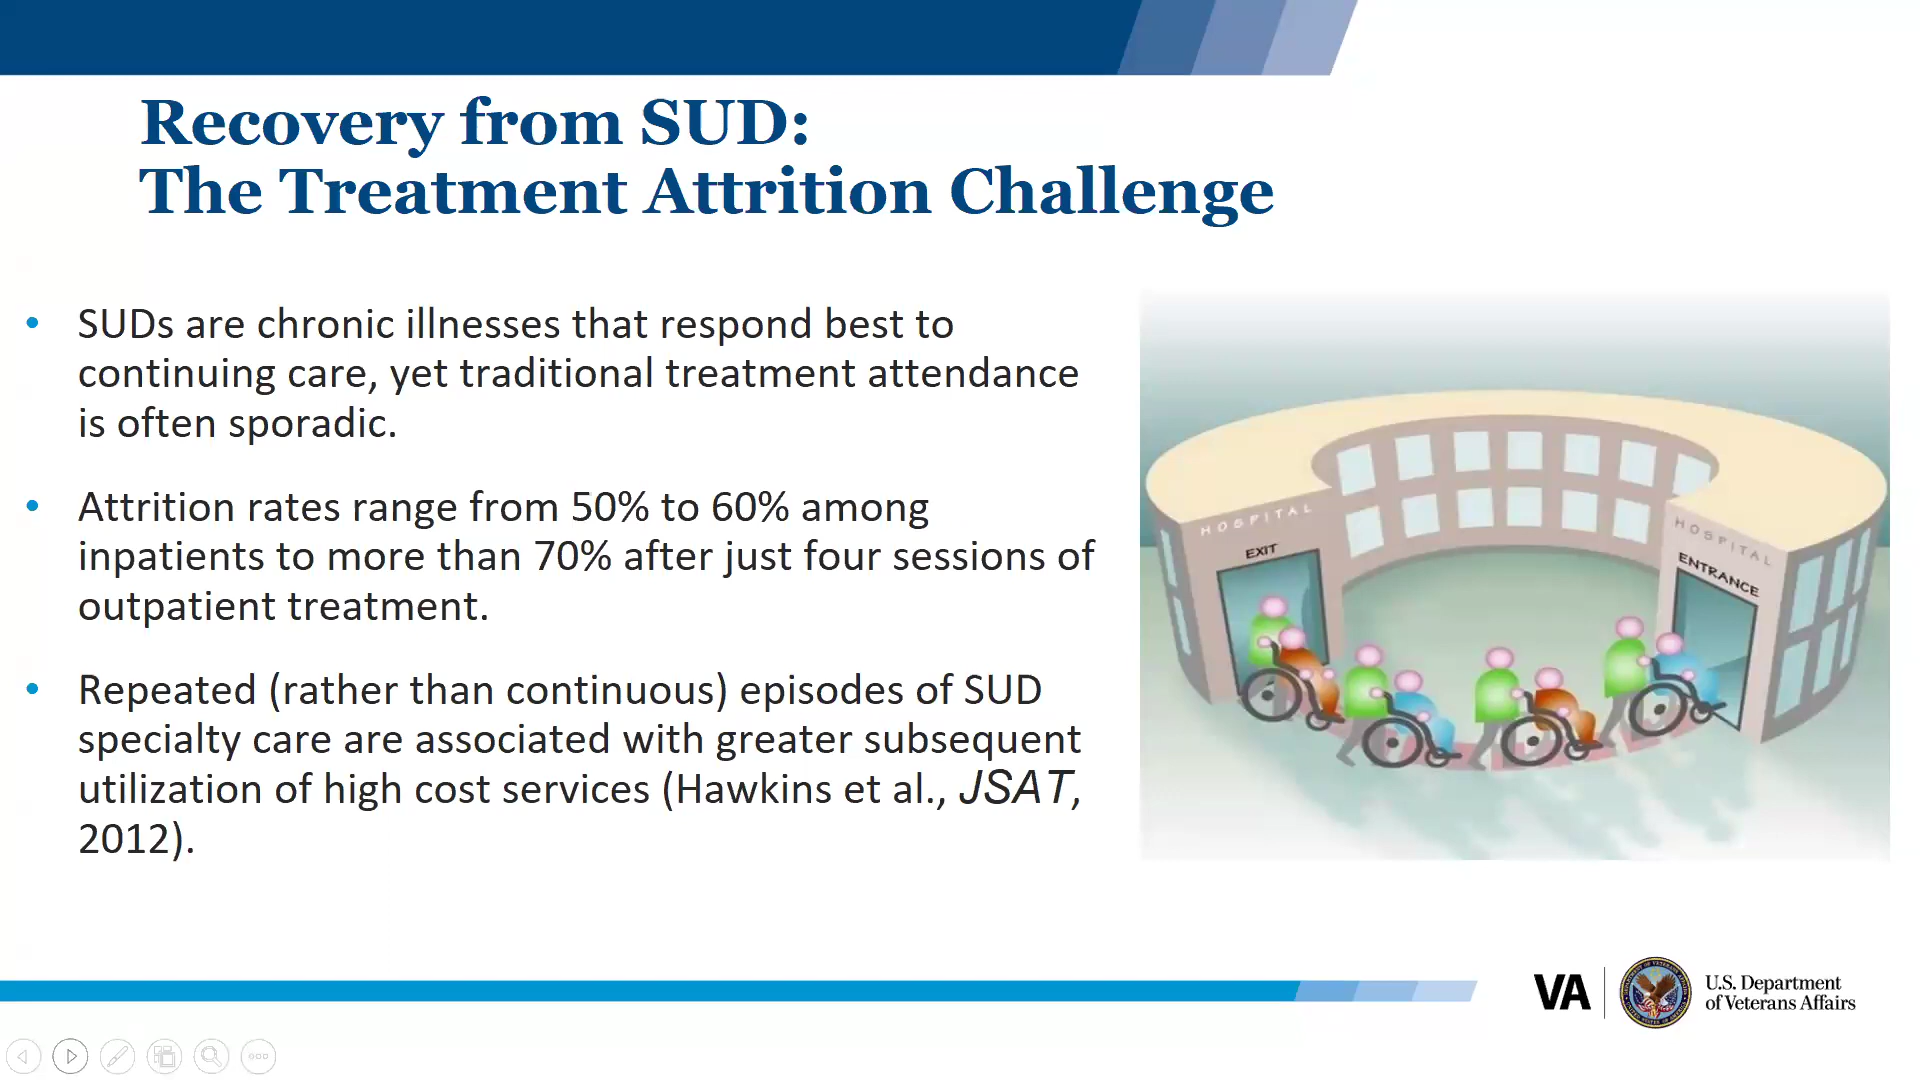 Recovery from SUD:
The Treatment Attrition Challenge
• SUDs are chronic illnesses that respond best to
continuing care, yet traditional treatment attendance
is often sporadic.
• Attrition rates range from 50% to 60% among
inpatients to more than 70% after just four sessions of
outpatient treatment.
• Repeated (rather than continuous) episodes of SUD
specialty care are associated with greater subsequent
utilization of high cost services (Hawkins et al., JSAT,
2012).
HOSPITAL
EXIT
HOSPITAL
ENTRANCE
VA
U.S. Department
of Veterans Affairs